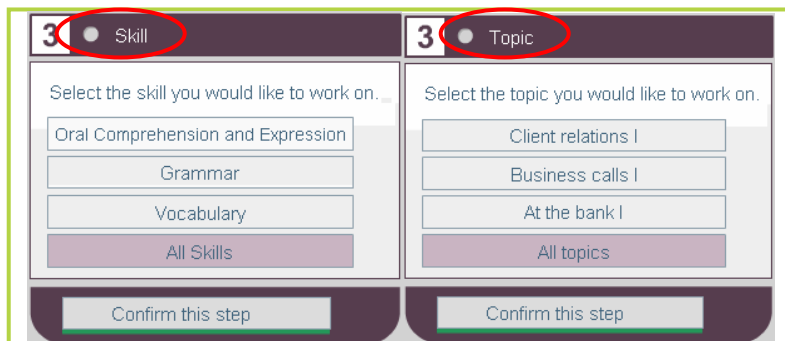 3 Skill
Select the skill you would like to work on.
Oral Comprehension and Expression
Grammar
Vocabulary
All Skills
Confirm this step
3 Topic
Select the topic you would like to work on.
Client relations I
Business calls I
At the bank I
All topics
Confirm this step